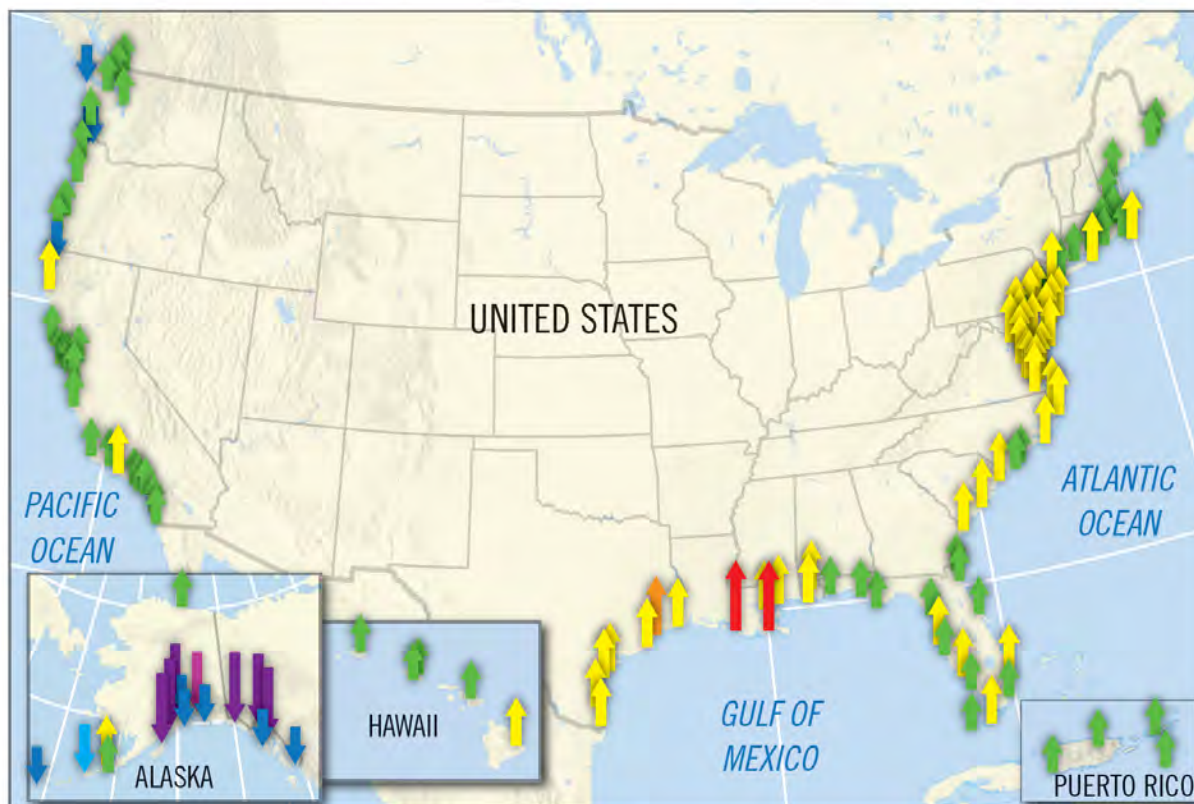 UNITED STATES
PACIFIC
OCEAN
ATLANTIC
OCEAN
GULF OF
MEXICO
HAWAII
ALASKA
PUERTO RICO